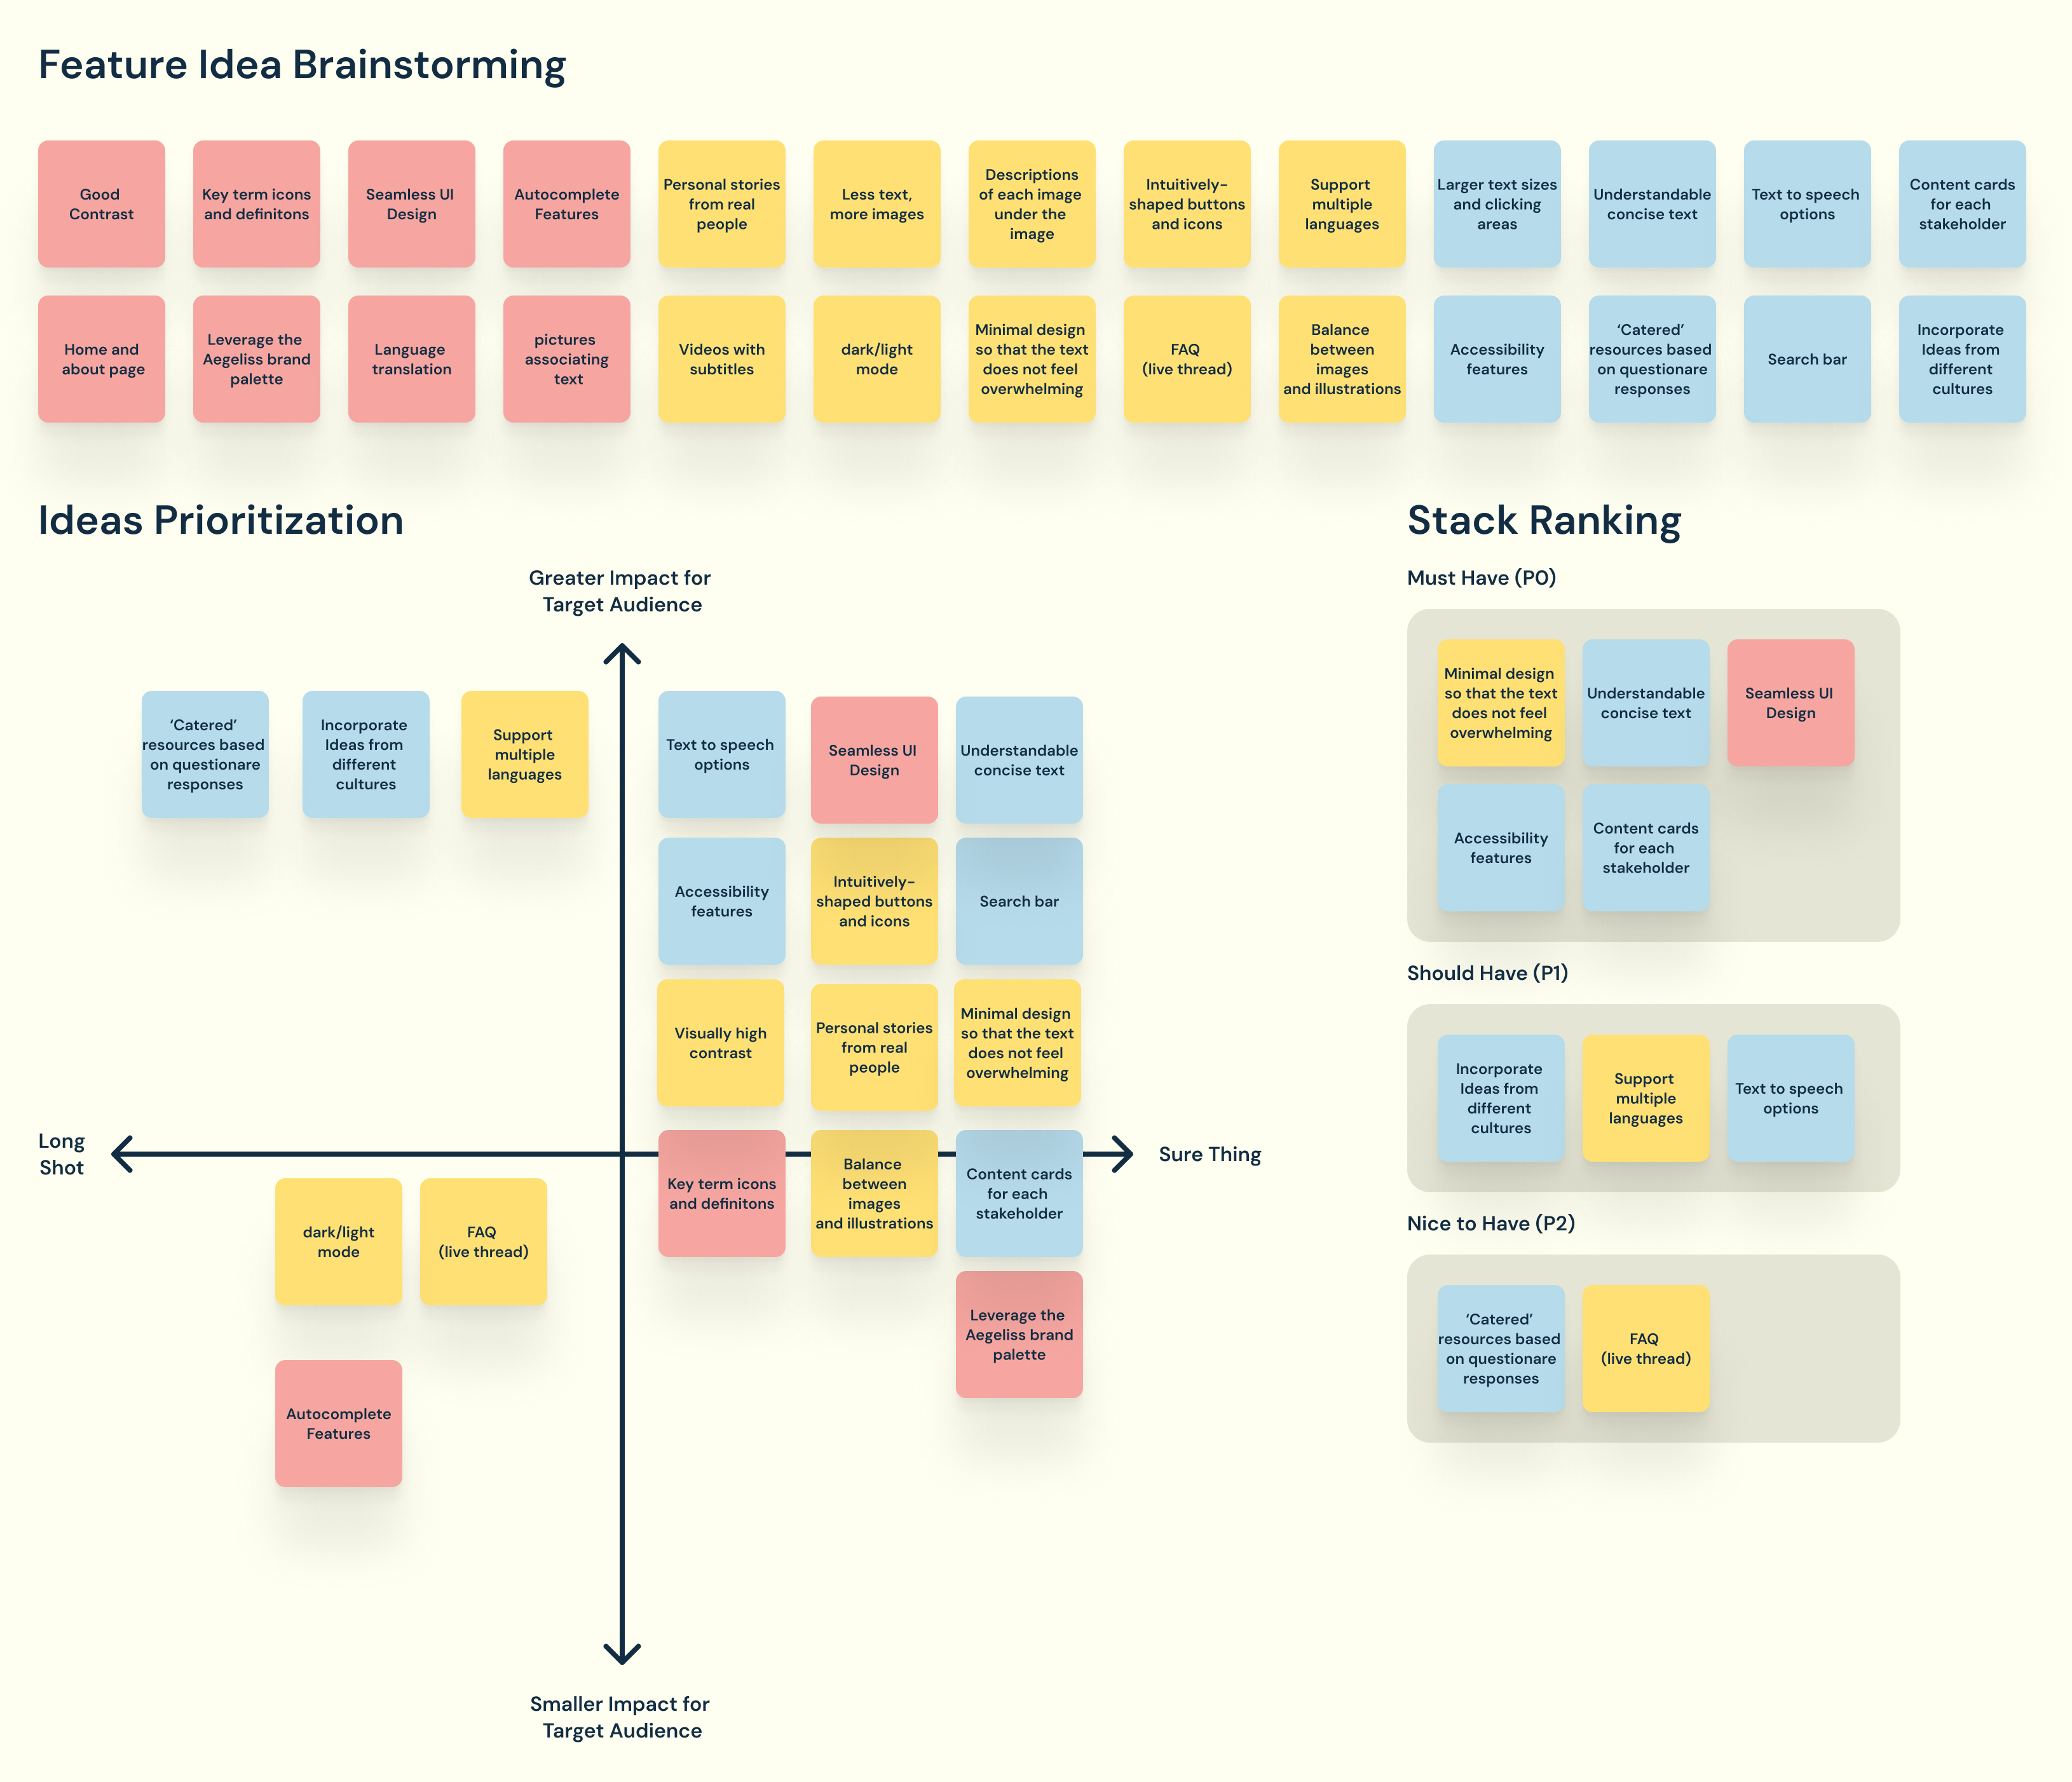 Feature Idea Brainstorming
Good
Contrast
Key term icons
and definitons
Seamless UI
Design
Autocomplete
Features
Personal stories
from real
people
Less text,
more images
Descriptions
of each image
under the
image
Intuitively-
shaped buttons
and icons
Support
multiple
languages
Larger text sizes
and clicking
areas
Understandable
concise text
Text to speech
options
Content cards
for each
stakeholder
Home and
about page
Leverage the
Aegeliss brand
palette
Language
translation
pictures
associating
text
Videos with
subtitles
dark/light
mode
Minimal design
so that the text
does not feel
overwhelming
FAQ
(live thread)
Balance
between
images
and illustrations
Accessibility
features
‘Catered’
resources based
on questionare
responses
Search bar
Incorporate
Ideas from
different
cultures
Ideas Prioritization
Greater Impact for
Target Audience
‘Catered’
resources based
on questionare
responses
Incorporate
Ideas from
different
cultures
Support
multiple
languages
Text to speech
options
Seamless UI
Design
Understandable
concise text
Accessibility
features
Intuitively-
shaped buttons
and icons
Search bar
Visually high
contrast
Personal stories
from real
people
Minimal design
so that the text
does not feel
overwhelming
Long
Shot
Sure Thing
Key term icons
and definitons
Balance
between
images
and illustrations
Content cards
for each
stakeholder
dark/light
mode
FAQ
(live thread)
Leverage the
Aegeliss brand
palette
Autocomplete
Features
Smaller Impact for
Target Audience
Stack Ranking
Must Have (P0)
Minimal design
so that the text
does not feel
overwhelming
Understandable
concise text
Seamless UI
Design
Accessibility
features
Content cards
for each
stakeholder
Should Have (P1)
Incorporate
Ideas from
different
cultures
Support
multiple
languages
Text to speech
options
Nice to Have (P2)
‘Catered’
resources based
on questionare
responses
FAQ
(live thread)